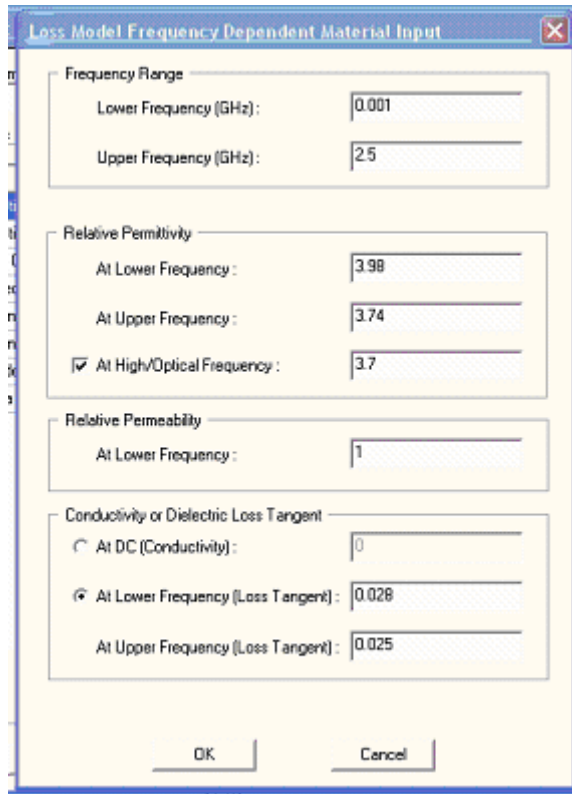 Loss Model Frequency Dependent Material Input
Frequency Range
Lower Frequency (GHz) : 0.001
Upper Frequency (GHz) : 2.5
Relative Permittivity
At Lower Frequency : 3.98
At Upper Frequency : 3.74
At High/Optical Frequency : 3.7
Relative Permeability
At Lower Frequency : 1
Conductivity or Dielectric Loss Tangent
At DC (Conductivity) : 0
At Lower Frequency (Loss Tangent) : 0.028
At Upper Frequency (Loss Tangent) : 0.025
OK Cancel